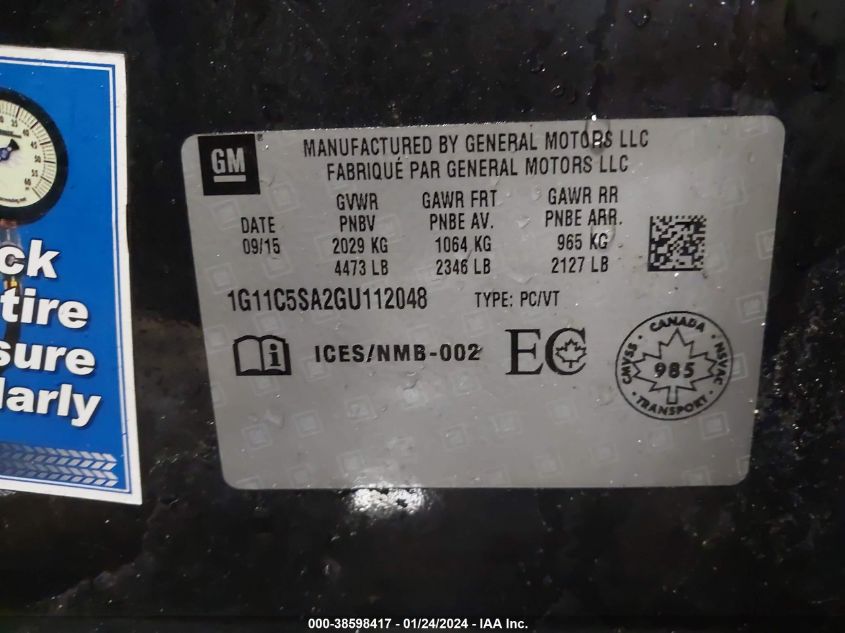 GM
MANUFACTURED BY GENERAL MOTORS LLC
FABRIQUÉ PAR GENERAL MOTORS LLC
DATE
09/15
GVWR
PNBV
2029 KG
4473 LB
GAWR FRT
PNBE AV.
1064 KG
2346 LB
GAWR RR
PNBE ARR.
965 KG
2127 LB
1G11C5SA2GU112048 TYPE: PC/VT
i ICES/NMB-002 EC
CANADA
CMVSS 985 NSVAC
TRANSPORT
ck
tire
sure
larly
000-38598417 - 01/24/2024 - IAA Inc.